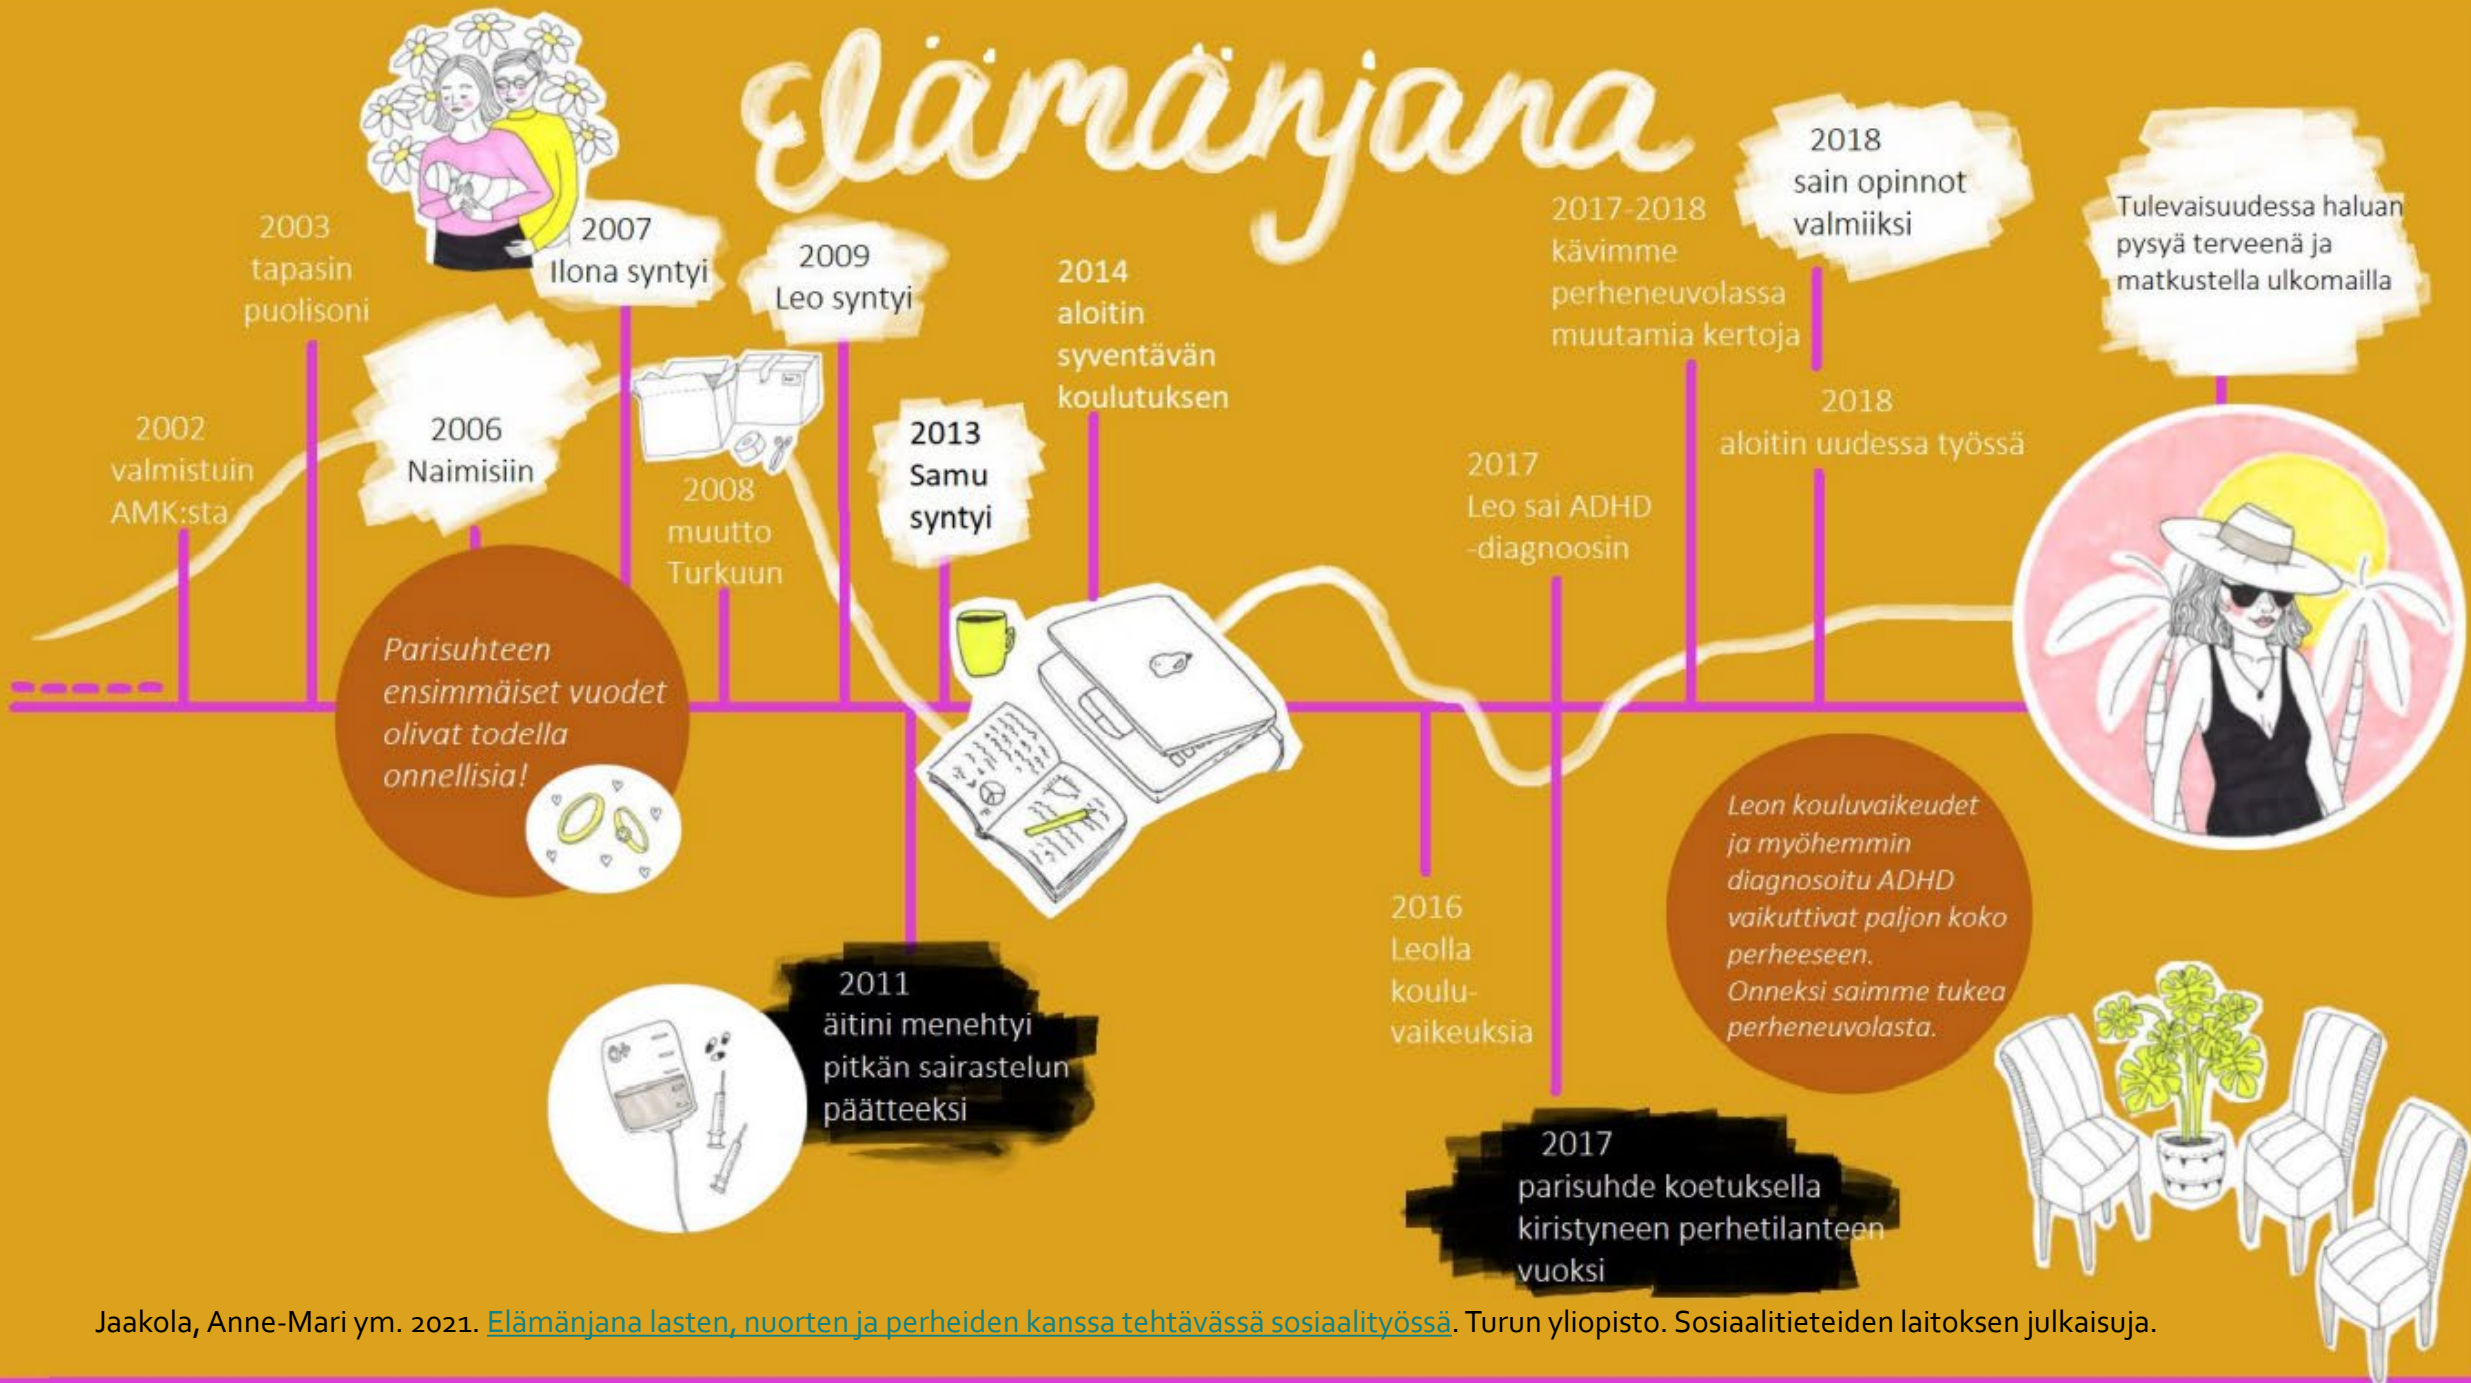 Elämänjana
2002
valmistuin
AMK:sta
2003
tapasin
puolisoni
2006
Naimisiin
Parisuhteen
ensimmäiset vuodet
olivat todella
onnellisia!
2007
Ilona syntyi
2008
muutto
Turkuun
2009
Leo syntyi
2011
äitini menehtyi
pitkän sairastelun
päätteeksi
2013
Samu
syntyi
2014
aloitin
syventävän
koulutuksen
2016
Leolla
koulu-
vaikeuksia
2017
Leo sai ADHD
-diagnoosin
2017
parisuhde koetuksella
kiristyneen perhetilanteen
vuoksi
2017-2018
kävimme
perheneuvolassa
muutamia kertoja
2018
sain opinnot
valmiiksi
2018
aloitin uudessa työssä
Leon kouluvaikeudet
ja myöhemmin
diagnosoitu ADHD
vaikuttivat paljon koko
perheeseen.
Onneksi saimme tukea
perheneuvolasta.
Tulevaisuudessa haluan
pysyä terveenä ja
matkustella ulkomailla
Jaakola, Anne-Mari ym. 2021. Elämänjana lasten, nuorten ja perheiden kanssa tehtävässä sosiaalityössä. Turun yliopisto. Sosiaalitieteiden laitoksen julkaisuja.